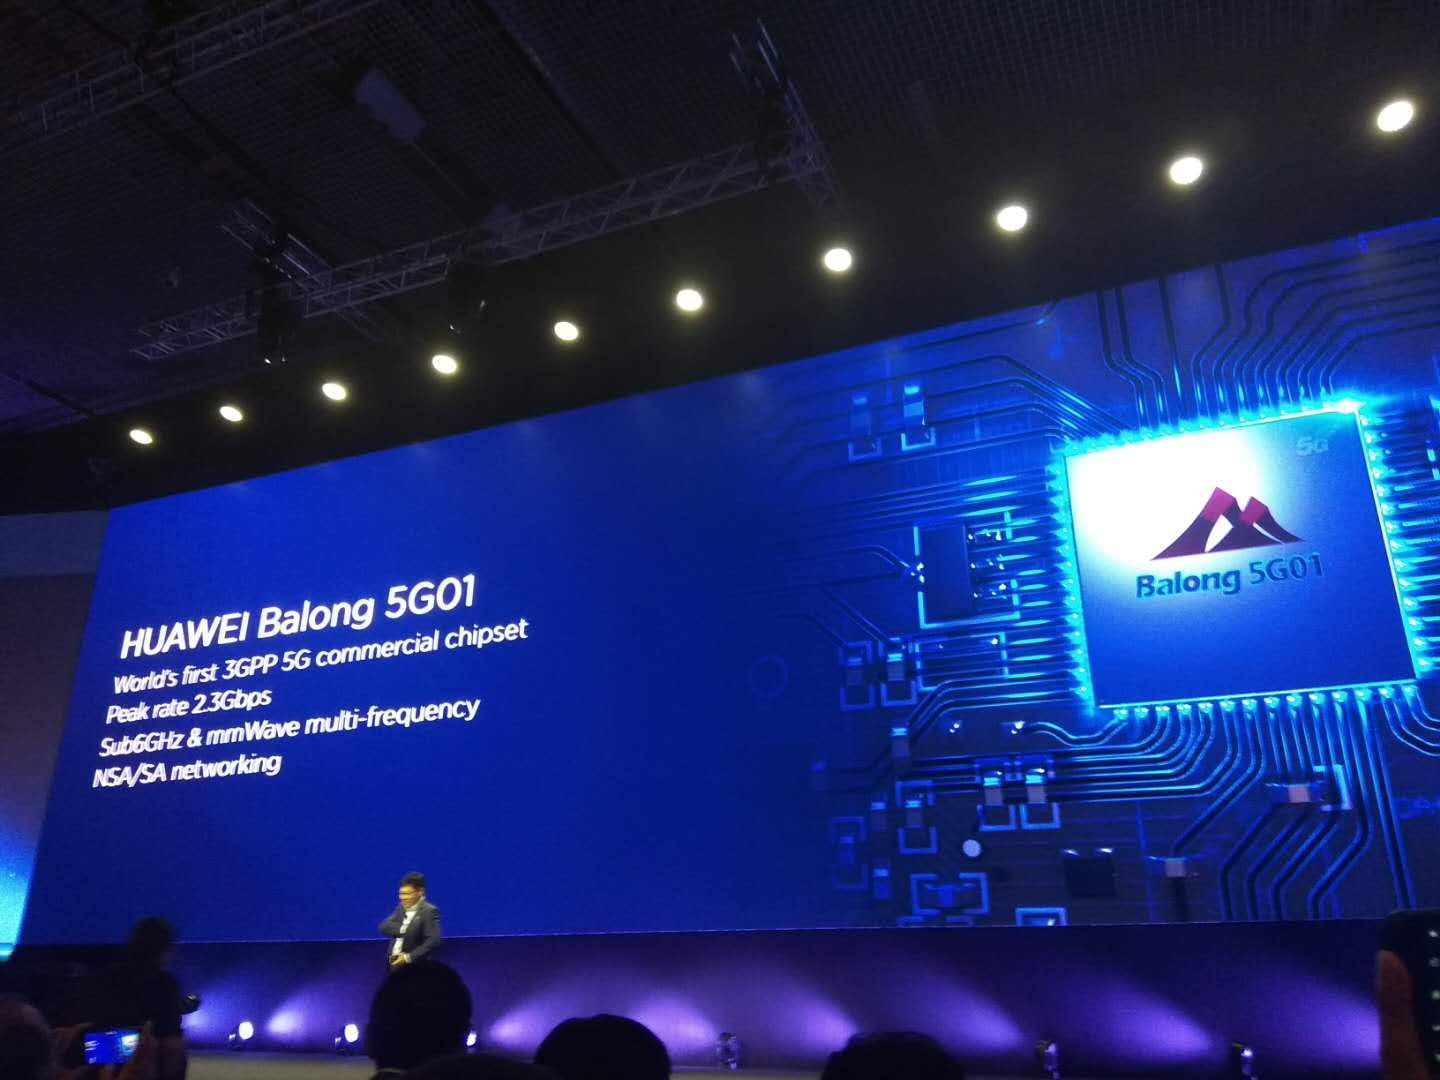 HUAWEI Balong 5G01
World's first 3GPP 5G commercial chipset
Peak rate 2.3Gbps
Sub6GHz & mmWave multi-frequency
NSA/SA networking
5G
Balong 5G01